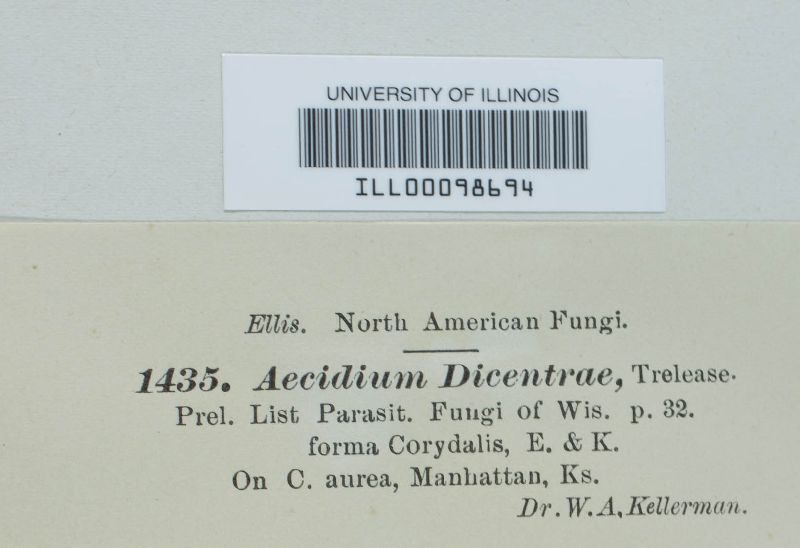 UNIVERSITY OF ILLINOIS
ILL00098694
Ellis. North American Fungi.
1435. Aecidium Dicentrae, Trelease.
Prel. List Parasit. Fungi of Wis. p. 32.
forma Corydalis, E. & K.
On C. aurea, Manhattan, Ks.
Dr. W. A, Kellerman.